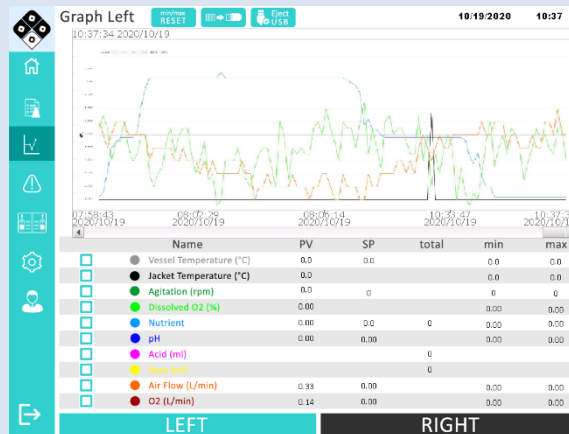 Graph Left
min/max
RESET
Eject
USB
10/19/2020 10:37
10:37:34 2020/10/19
07:58:43 08:02:29 08:06:14 10:33:47 10:37:3
2020/10/19 2020/10/19 2020/10/19 2020/10/19 2020/10/19
Name PV SP total min max
Vessel Temperature (°C) 0.0 0.0 0.0 0.0
Jacket Temperature (°C) 0.0 0.0 0.0
Agitation (rpm) 0.0 0 0 0
Dissolved O2 (%) 0.00 0.00 0.00
Nutrient 0.00 0.0 0 0.00 0.00
pH 0.00 0.00 0.00 0.00
Acid (ml) 0
(ml) 0
Air Flow (L/min) 0.33 0.00 0.00 0.00
O2 (L/min) 0.14 0.00 0.00 0.00
LEFT RIGHT